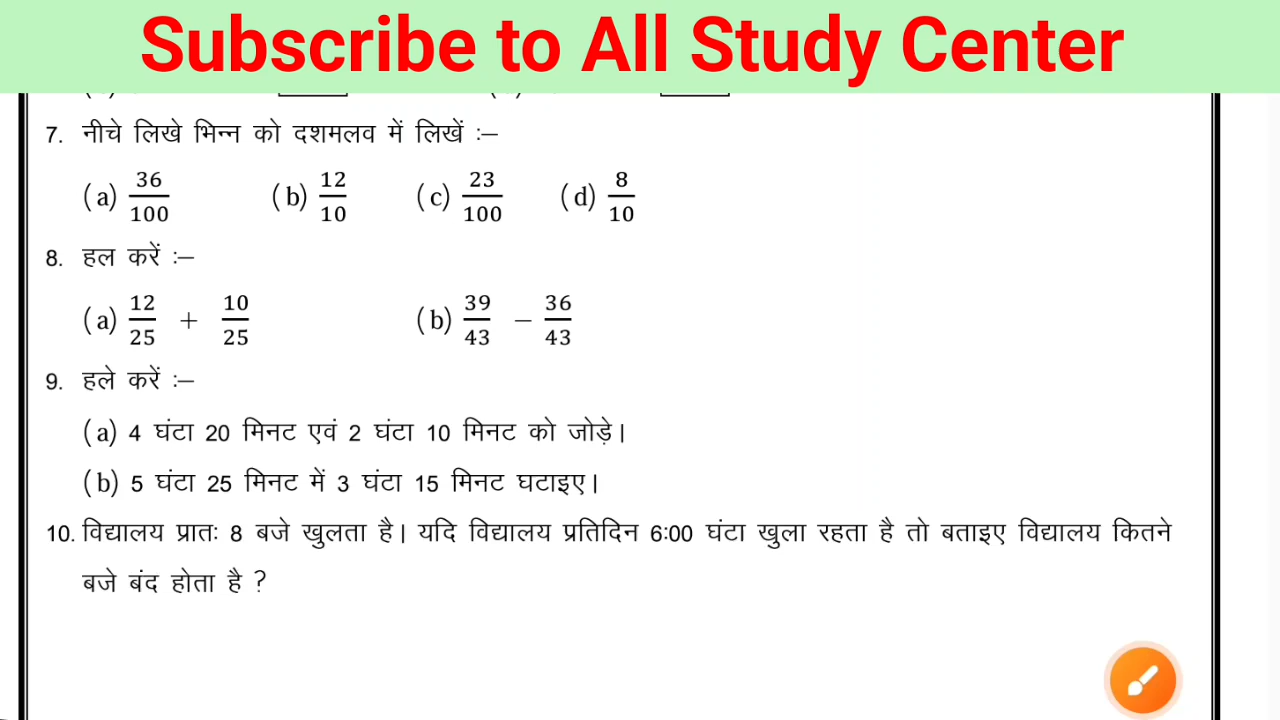 Subscribe to All Study Center
7. नीचे लिखे भिन्न को दशमलव में लिखें :–
(a) 36/100 (b) 12/10 (c) 23/100 (d) 8/10
8. हल करें :–
(a) 12/25 + 10/25 (b) 39/43 – 36/43
9. हले करें :–
(a) 4 घंटा 20 मिनट एवं 2 घंटा 10 मिनट को जोड़े।
(b) 5 घंटा 25 मिनट में 3 घंटा 15 मिनट घटाइए।
10. विद्यालय प्रातः 8 बजे खुलता है। यदि विद्यालय प्रतिदिन 6:00 घंटा खुला रहता है तो बताइए विद्यालय कितने
बजे बंद होता है ?